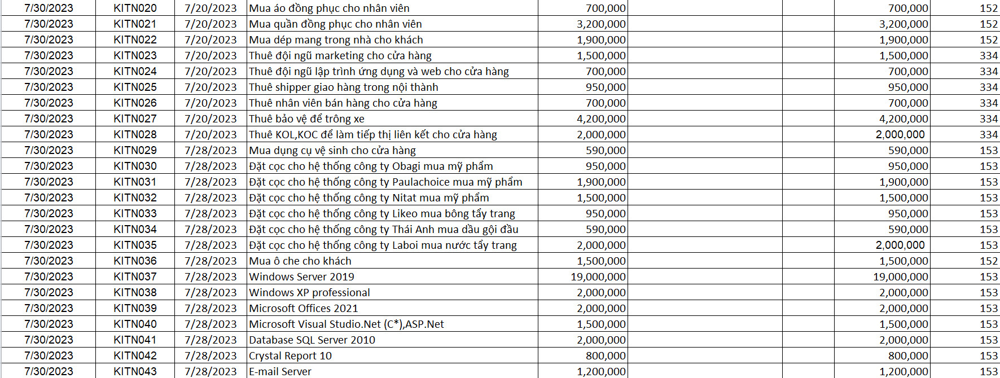 7/30/2023 KITN020 7/20/2023 Mua áo đồng phục cho nhân viên 700,000 700,000 152
7/30/2023 KITN021 7/20/2023 Mua quần đồng phục cho nhân viên 3,200,000 3,200,000 152
7/30/2023 KITN022 7/20/2023 Mua dép mang trong nhà cho khách 1,900,000 1,900,000 152
7/30/2023 KITN023 7/20/2023 Thuê đội ngũ marketing cho cửa hàng 1,500,000 1,500,000 334
7/30/2023 KITN024 7/20/2023 Thuê đội ngũ lập trình ứng dụng và web cho cửa hàng 700,000 700,000 334
7/30/2023 KITN025 7/20/2023 Thuê shipper giao hàng trong nội thành 950,000 950,000 334
7/30/2023 KITN026 7/20/2023 Thuê nhân viên bán hàng cho cửa hàng 700,000 700,000 334
7/30/2023 KITN027 7/20/2023 Thuê bảo vệ để trông xe 4,200,000 4,200,000 334
7/30/2023 KITN028 7/20/2023 Thuê KOL,KOC để làm tiếp thị liên kết cho cửa hàng 2,000,000 2,000,000 334
7/30/2023 KITN029 7/28/2023 Mua dụng cụ vệ sinh cho cửa hàng 590,000 590,000 153
7/30/2023 KITN030 7/28/2023 Đặt cọc cho hệ thống công ty Obagi mua mỹ phẩm 950,000 950,000 153
7/30/2023 KITN031 7/28/2023 Đặt cọc cho hệ thống công ty Paulachoice mua mỹ phẩm 1,900,000 1,900,000 153
7/30/2023 KITN032 7/28/2023 Đặt cọc cho hệ thống công ty Nitat mua mỹ phẩm 1,500,000 1,500,000 153
7/30/2023 KITN033 7/28/2023 Đặt cọc cho hệ thống công ty Likeo mua bông tẩy trang 950,000 950,000 153
7/30/2023 KITN034 7/28/2023 Đặt cọc cho hệ thống công ty Thái Anh mua dầu gội đầu 590,000 590,000 153
7/30/2023 KITN035 7/28/2023 Đặt cọc cho hệ thống công ty Laboi mua nước tẩy trang 2,000,000 2,000,000 153
7/30/2023 KITN036 7/28/2023 Mua ô che cho khách 1,500,000 1,500,000 152
7/30/2023 KITN037 7/28/2023 Windows Server 2019 19,000,000 19,000,000 153
7/30/2023 KITN038 7/28/2023 Windows XP professional 2,000,000 2,000,000 153
7/30/2023 KITN039 7/28/2023 Microsoft Offices 2021 2,000,000 2,000,000 153
7/30/2023 KITN040 7/28/2023 Microsoft Visual Studio.Net (C*),ASP.Net 1,500,000 1,500,000 153
7/30/2023 KITN041 7/28/2023 Database SQL Server 2010 2,000,000 2,000,000 153
7/30/2023 KITN042 7/28/2023 Crystal Report 10 800,000 800,000 153
7/30/2023 KITN043 7/28/2023 E-mail Server 1,200,000 1,200,000 153